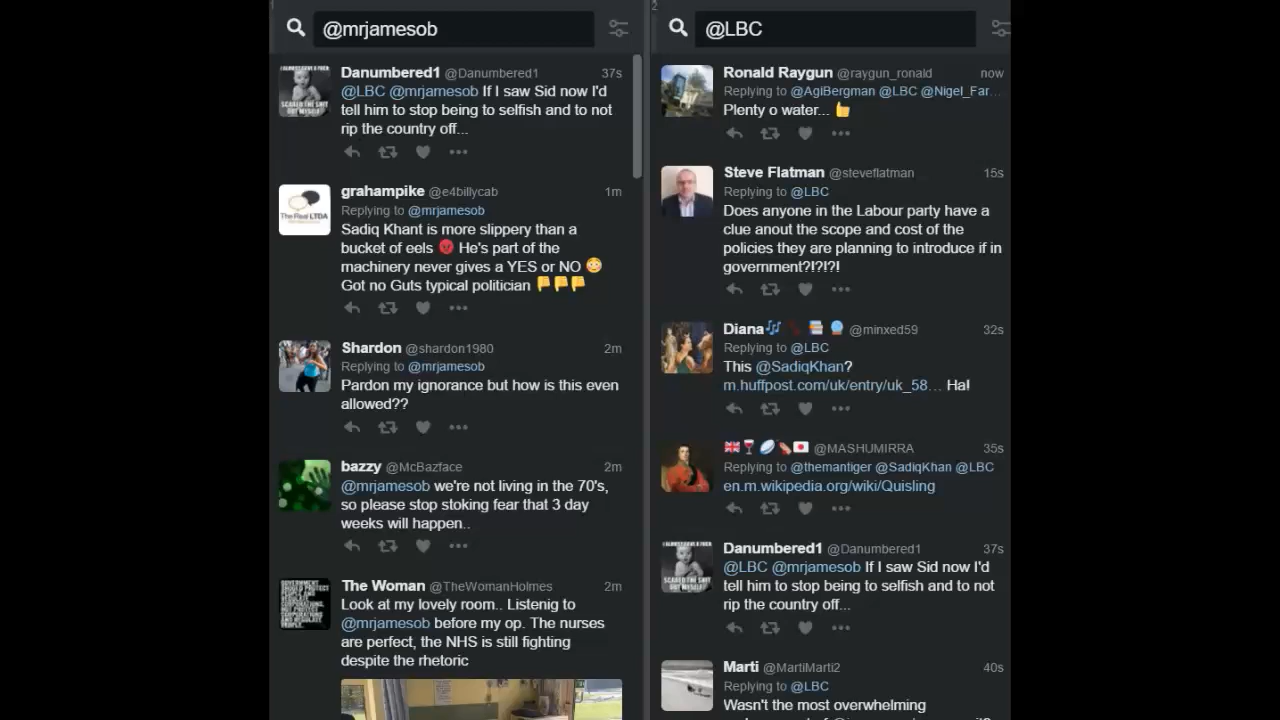 1
@mrjamesob
Danumbered1 @Danumbered1 37s
@LBC @mrjamesob If I saw Sid now I'd
tell him to stop being to selfish and to not
rip the country off...
grahampike @e4billycab 1m
Replying to @mrjamesob
Sadiq Khant is more slippery than a
bucket of eels 😡 He's part of the
machinery never gives a YES or NO 😳
Got no Guts typical politician 👎👎👎
Shardon @shardon1980 2m
Replying to @mrjamesob
Pardon my ignorance but how is this even
allowed??
bazzy @McBazface 2m
@mrjamesob we're not living in the 70's,
so please stop stoking fear that 3 day
weeks will happen..
The Woman @TheWomanHolmes 2m
Look at my lovely room.. Listenig to
@mrjamesob before my op. The nurses
are perfect, the NHS is still fighting
despite the rhetoric
2
@LBC
Ronald Raygun @raygun_ronald now
Replying to @AgiBergman @LBC @Nigel_Far...
Plenty o water... 👍
Steve Flatman @steveflatman 15s
Replying to @LBC
Does anyone in the Labour party have a
clue anout the scope and cost of the
policies they are planning to introduce if in
government?!?!?!
Diana🎶 📚 🔮 @minxed59 32s
Replying to @LBC
This @SadiqKhan?
m.huffpost.com/uk/entry/uk_58... Ha!
🇬🇧🍷🏉🍖🇯🇵 @MASHUMIRRA 35s
Replying to @themantiger @SadiqKhan @LBC
en.m.wikipedia.org/wiki/Quisling
Danumbered1 @Danumbered1 37s
@LBC @mrjamesob If I saw Sid now I'd
tell him to stop being to selfish and to not
rip the country off...
Marti @MartiMarti2 40s
Replying to @LBC
Wasn't the most overwhelming